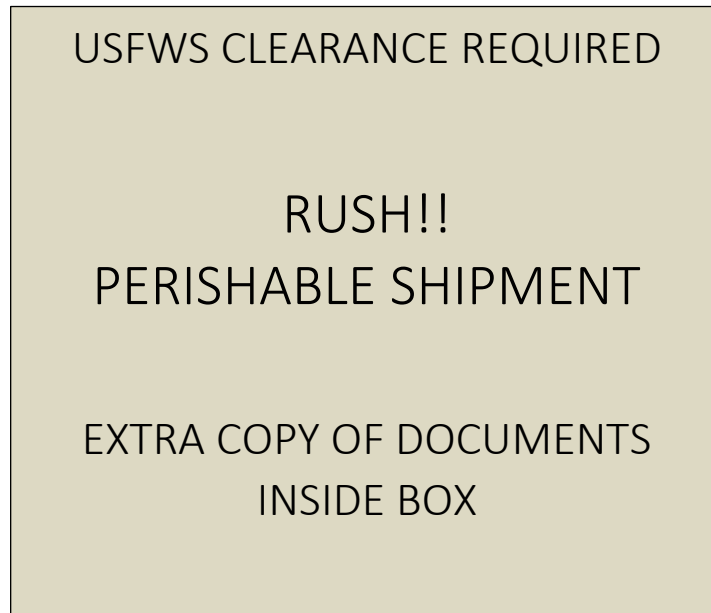 USFWS CLEARANCE REQUIRED
RUSH!!
PERISHABLE SHIPMENT
EXTRA COPY OF DOCUMENTS
INSIDE BOX